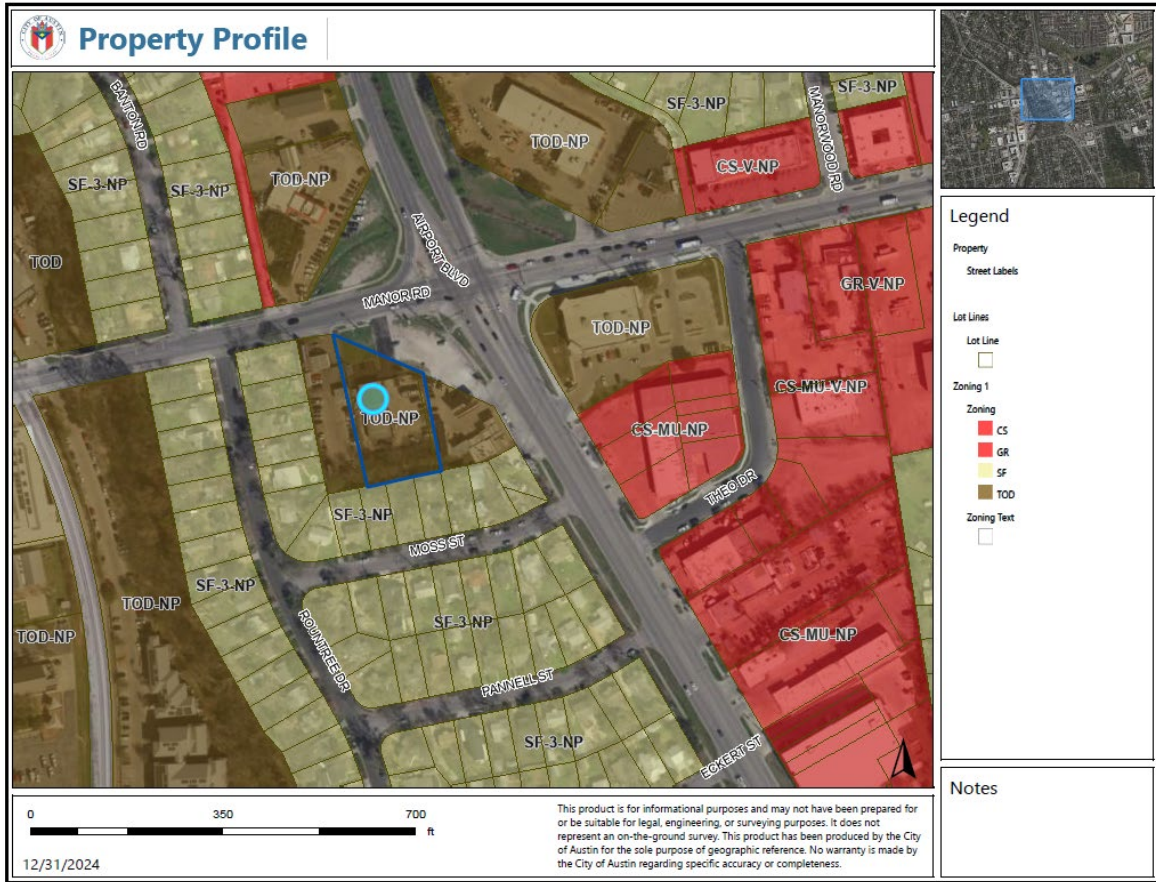 CITY OF AUSTIN
Property Profile
BANTON RD
SF-3-NP
SF-3-NP
TOD-NP
TOD
AIRPORT BLVD
TOD-NP
SF-3-NP
MANORWOOD RD
SF-3-NP
CS-V-NP
MANOR RD
TOD-NP
GR-V-NP
TOD-NP
CS-MU-V-NP
CS-MU-NP
THEO DR
SF-3-NP
MOSS ST
SF-3-NP
TOD-NP
TOD-NP
ROUNTREE DR
SF-3-NP
CS-MU-NP
PANNELL ST
SF-3-NP
ECKERT ST
Legend
Property
Street Labels
Lot Lines
Lot Line
Zoning 1
Zoning
CS
GR
SF
TOD
Zoning Text
Notes
0 350 700
ft
12/31/2024
This product is for informational purposes and may not have been prepared for
or be suitable for legal, engineering, or surveying purposes. It does not
represent an on-the-ground survey. This product has been produced by the City
of Austin for the sole purpose of geographic reference. No warranty is made by
the City of Austin regarding specific accuracy or completeness.